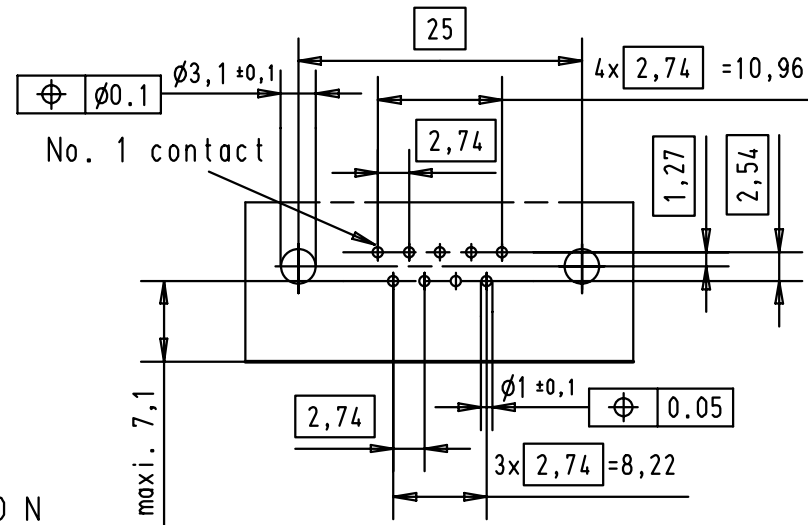 25
4x 2,74 =10,96
Ø3,1 ±0,1
⌖ Ø0.1
2,74
No. 1 contact
1,27
2,54
maxi. 7,1
Ø1 ±0,1
⌖ 0.05
2,74
3x 2,74 =8,22
N